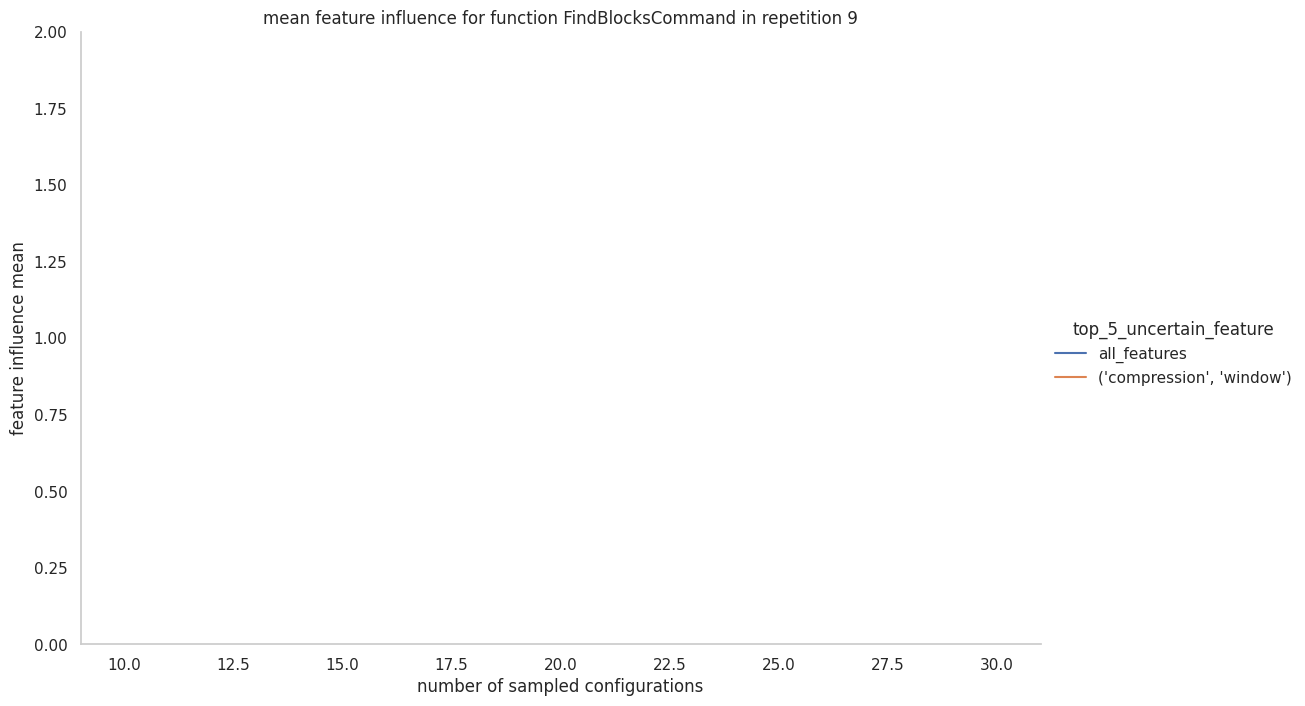 mean feature influence for function FindBlocksCommand in repetition 9
2.00
1.75
1.50
1.25
1.00
0.75
0.50
0.25
0.00
feature influence mean
10.0 12.5 15.0 17.5 20.0 22.5 25.0 27.5 30.0
number of sampled configurations
top_5_uncertain_feature
all_features
('compression', 'window')